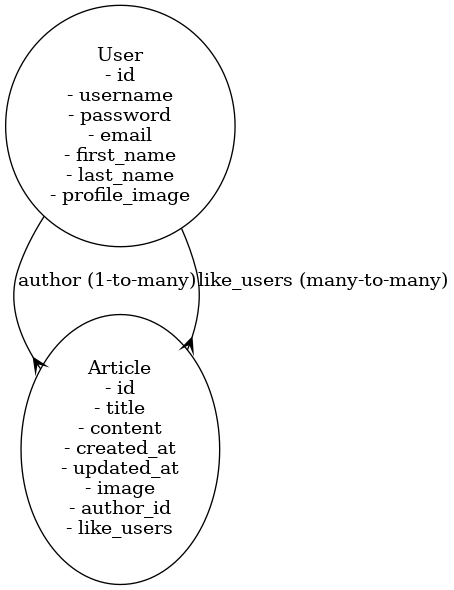 User
- id
- username
- password
- email
- first_name
- last_name
- profile_image
author (1-to-many)
like_users (many-to-many)
Article
- id
- title
- content
- created_at
- updated_at
- image
- author_id
- like_users